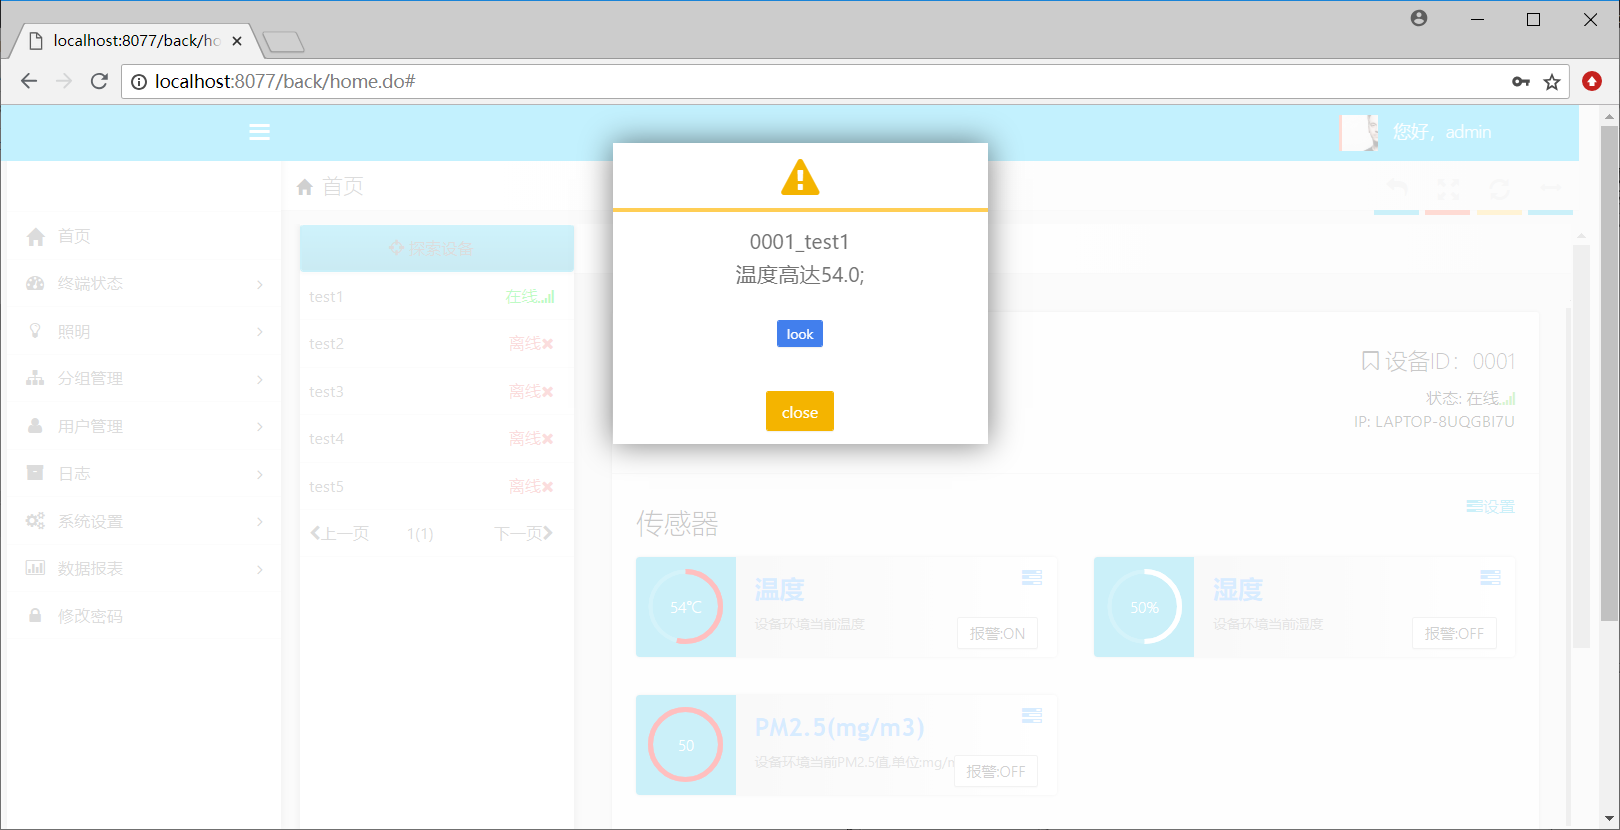 localhost:8077/back/ho
localhost:8077/back/home.do#
您好，admin
首页
首页
终端状态
照明
分组管理
用户管理
日志
系统设置
数据报表
修改密码
探索设备
test1 在线
test2 离线
test3 离线
test4 离线
test5 离线
上一页 1(1) 下一页
0001_test1
温度高达54.0;
look
close
设备ID：0001
状态: 在线
IP: LAPTOP-8UQGBI7U
设置
传感器
54℃
温度
设备环境当前温度
报警:ON
50%
湿度
设备环境当前湿度
报警:OFF
50
PM2.5(mg/m3)
设备环境当前PM2.5值,单位:mg/m
报警:OFF